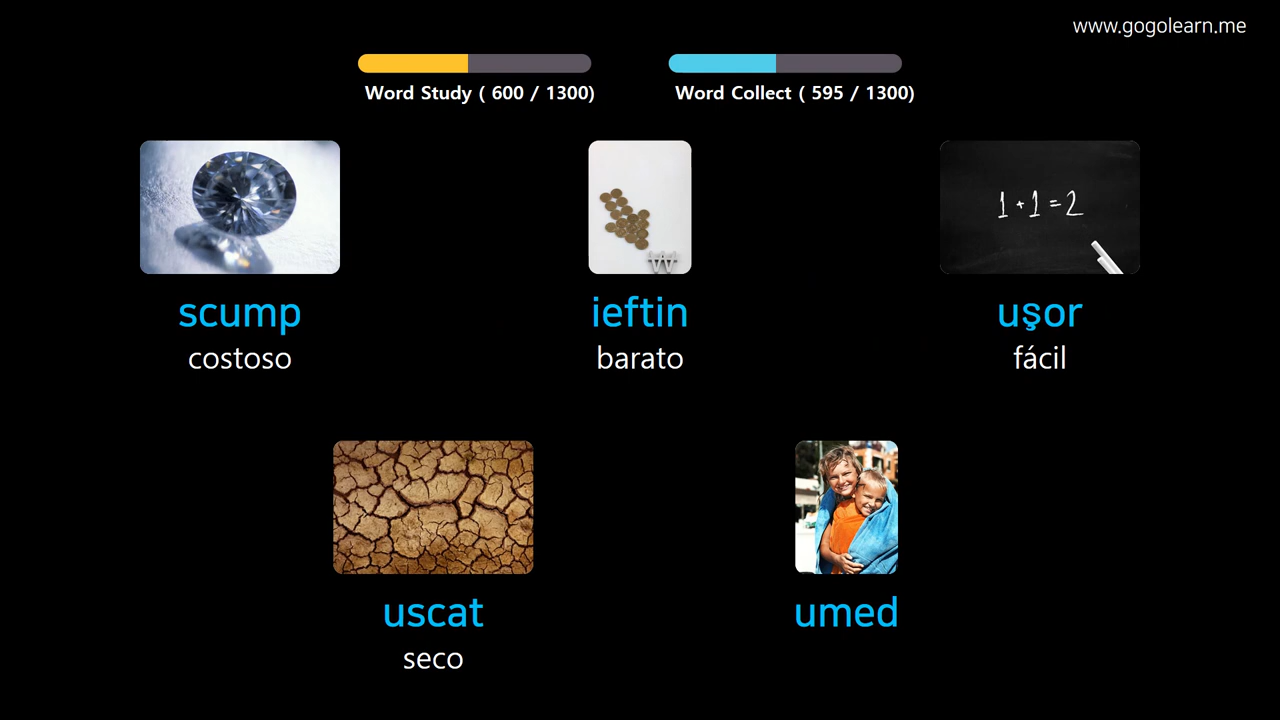 www.gogolearn.me
Word Study ( 600 / 1300)
Word Collect ( 595 / 1300)
1 + 1 = 2
scump
costoso
ieftin
barato
uşor
fácil
uscat
seco
umed